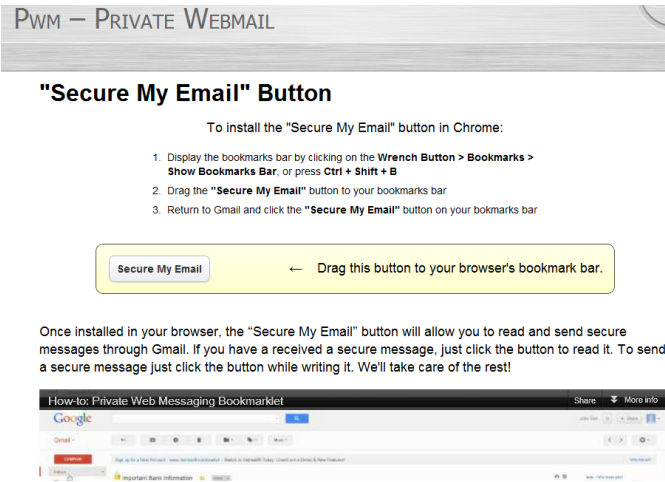 PWM – PRIVATE WEBMAIL
"Secure My Email" Button
To install the "Secure My Email" button in Chrome:
1. Display the bookmarks bar by clicking on the Wrench Button > Bookmarks >
Show Bookmarks Bar, or press Ctrl + Shift + B
2. Drag the "Secure My Email" button to your bookmarks bar
3. Return to Gmail and click the "Secure My Email" button on your bokmarks bar
Secure My Email ← Drag this button to your browser's bookmark bar.
Once installed in your browser, the “Secure My Email” button will allow you to read and send secure
messages through Gmail. If you have a received a secure message, just click the button to read it. To send
a secure message just click the button while writing it. We'll take care of the rest!
How-to: Private Web Messaging Bookmarklet Share More info
Google
Gmail
More
COMPOSE
Inbox
Important Bank Information